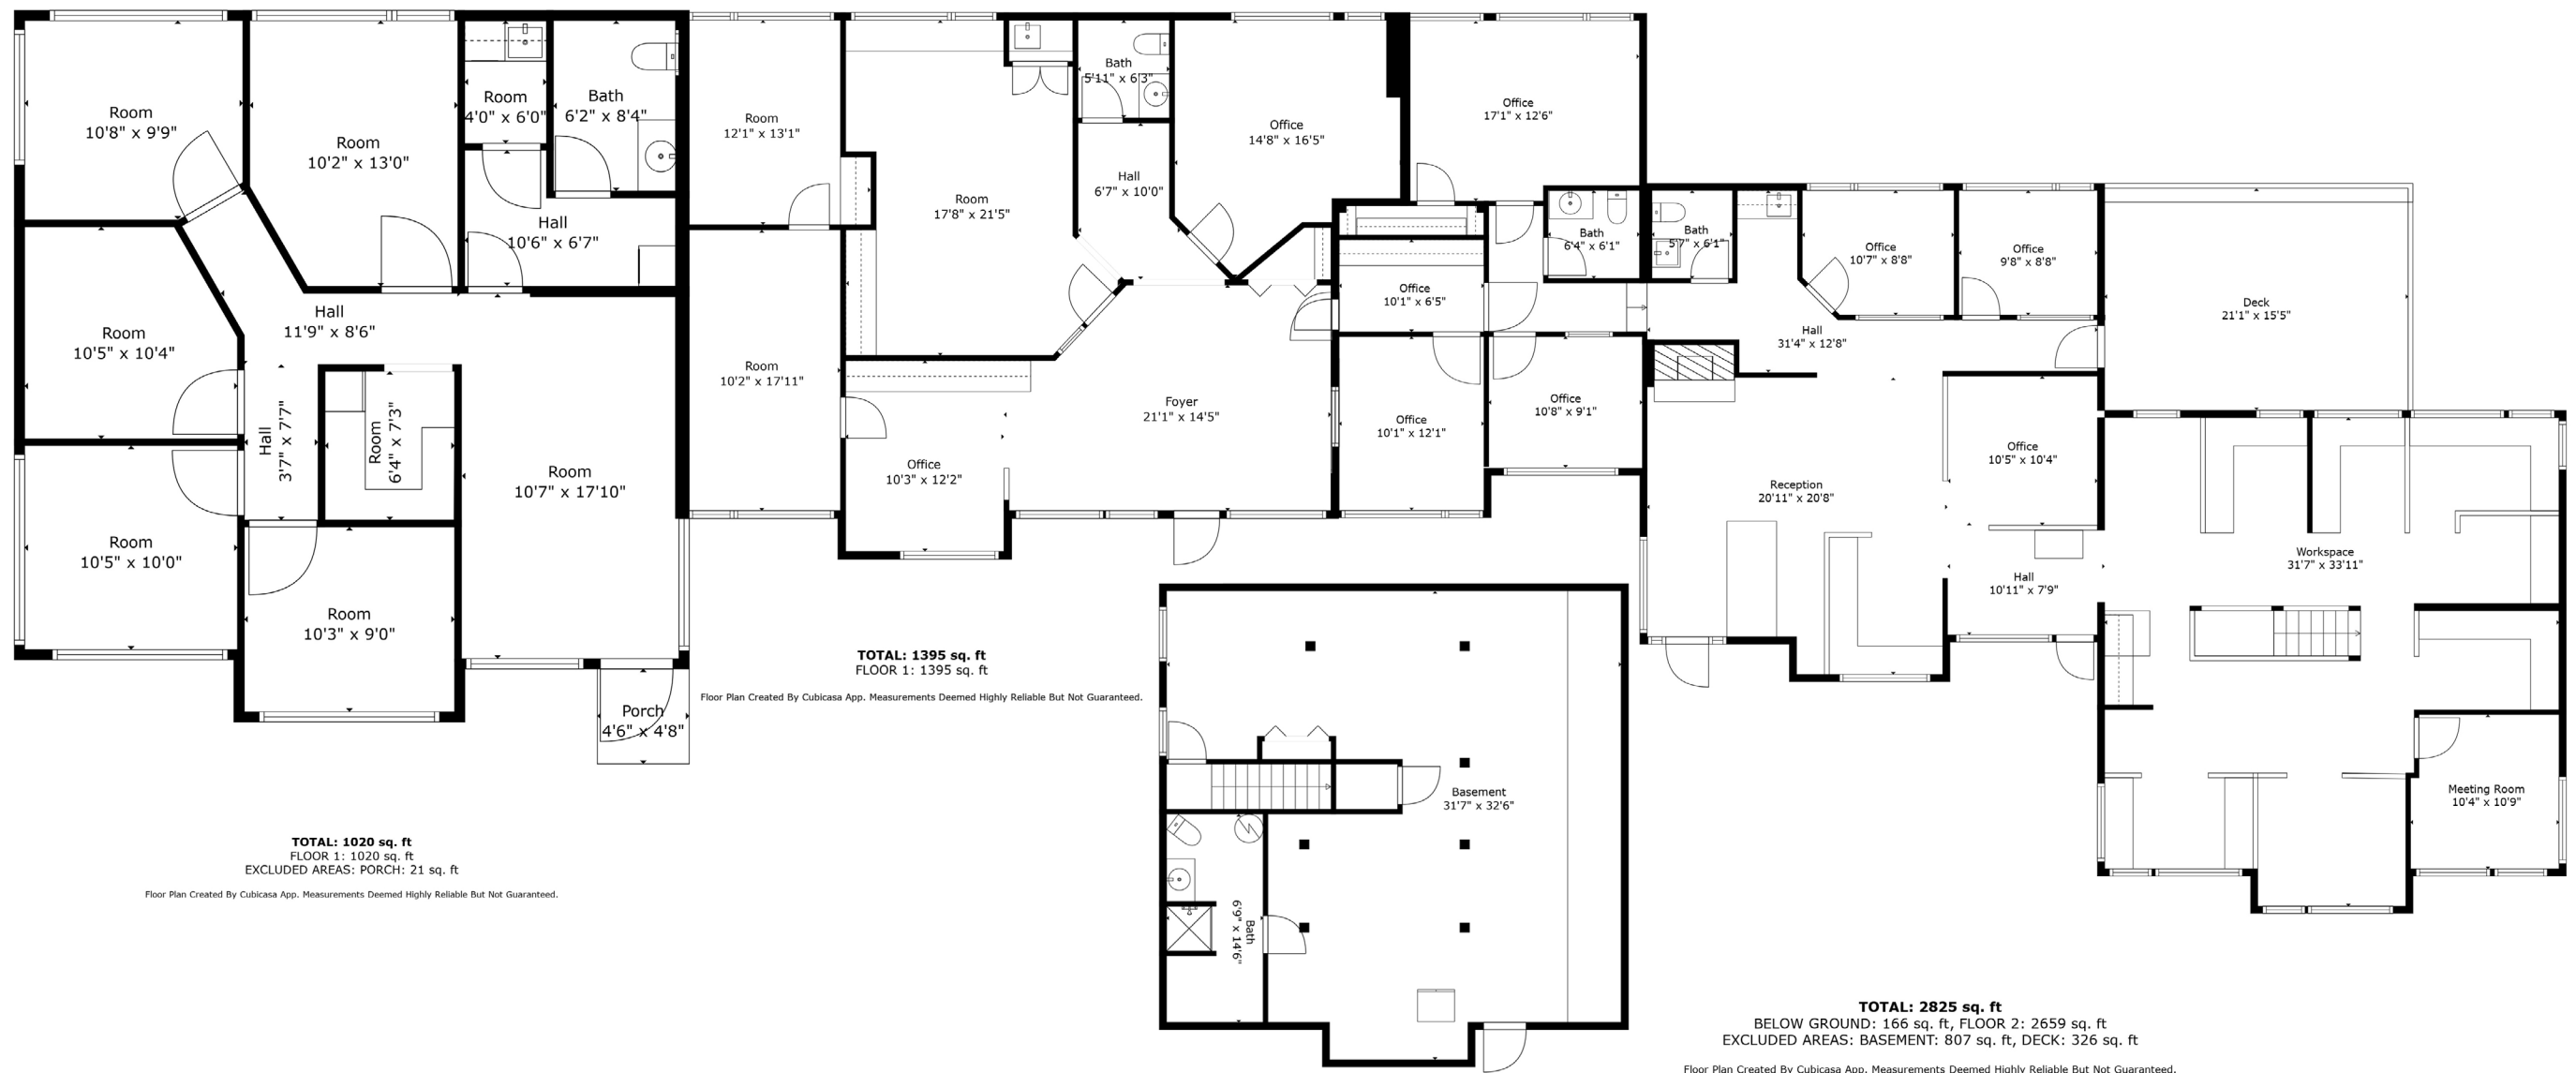 Room
10'8" x 9'9"
Room
10'2" x 13'0"
Room
4'0" x 6'0"
Bath
6'2" x 8'4"
Hall
10'6" x 6'7"
Hall
11'9" x 8'6"
Room
10'5" x 10'4"
Hall
3'7" x 7'7"
Room
6'4" x 7'3"
Room
10'7" x 17'10"
Room
10'5" x 10'0"
Room
10'3" x 9'0"
Porch
4'6" x 4'8"
TOTAL: 1020 sq. ft
FLOOR 1: 1020 sq. ft
EXCLUDED AREAS: PORCH: 21 sq. ft
Floor Plan Created By Cubicasa App. Measurements Deemed Highly Reliable But Not Guaranteed.
Room
12'1" x 13'1"
Room
17'8" x 21'5"
Bath
5'11" x 6'3"
Hall
6'7" x 10'0"
Office
14'8" x 16'5"
Room
10'2" x 17'11"
Office
10'3" x 12'2"
Foyer
21'1" x 14'5"
TOTAL: 1395 sq. ft
FLOOR 1: 1395 sq. ft
Floor Plan Created By Cubicasa App. Measurements Deemed Highly Reliable But Not Guaranteed.
Office
17'1" x 12'6"
Bath
6'4" x 6'1"
Bath
5'7" x 6'1"
Office
10'7" x 8'8"
Office
9'8" x 8'8"
Deck
21'1" x 15'5"
Office
10'1" x 6'5"
Hall
31'4" x 12'8"
Office
10'1" x 12'1"
Office
10'8" x 9'1"
Reception
20'11" x 20'8"
Office
10'5" x 10'4"
Hall
10'11" x 7'9"
Workspace
31'7" x 33'11"
Meeting Room
10'4" x 10'9"
Basement
31'7" x 32'6"
Bath
6'9" x 14'6"
TOTAL: 2825 sq. ft
BELOW GROUND: 166 sq. ft, FLOOR 2: 2659 sq. ft
EXCLUDED AREAS: BASEMENT: 807 sq. ft, DECK: 326 sq. ft
Floor Plan Created By Cubicasa App. Measurements Deemed Highly Reliable But Not Guaranteed.